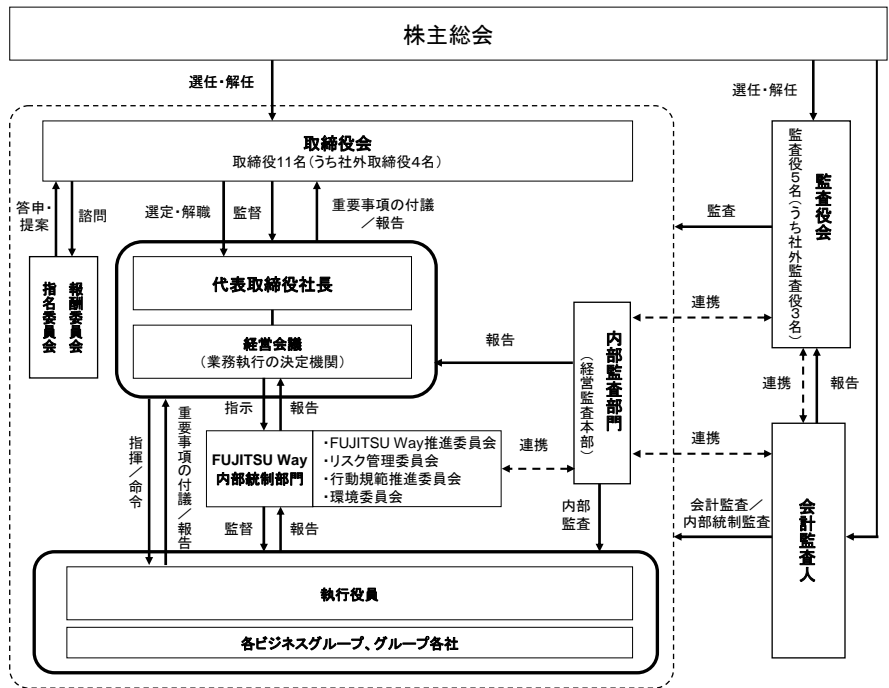 株主総会
選任・解任
選任・解任
取締役会
取締役11名(うち社外取締役4名)
監査役会
監査役5名(うち社外監査役3名)
答申・
提案
諮問
選定・解職
監督
重要事項の付議
／報告
監査
指名委員会
報酬委員会
代表取締役社長
経営会議
(業務執行の決定機関)
報告
内部監査部門
(経営監査本部)
連携
連携
報告
指示
報告
指揮／命令
重要事項の付議／報告
FUJITSU Way
内部統制部門
・FUJITSU Way推進委員会
・リスク管理委員会
・行動規範推進委員会
・環境委員会
連携
連携
監督
報告
内部
監査
会計監査／
内部統制監査
会計監査人
執行役員
各ビジネスグループ、グループ各社